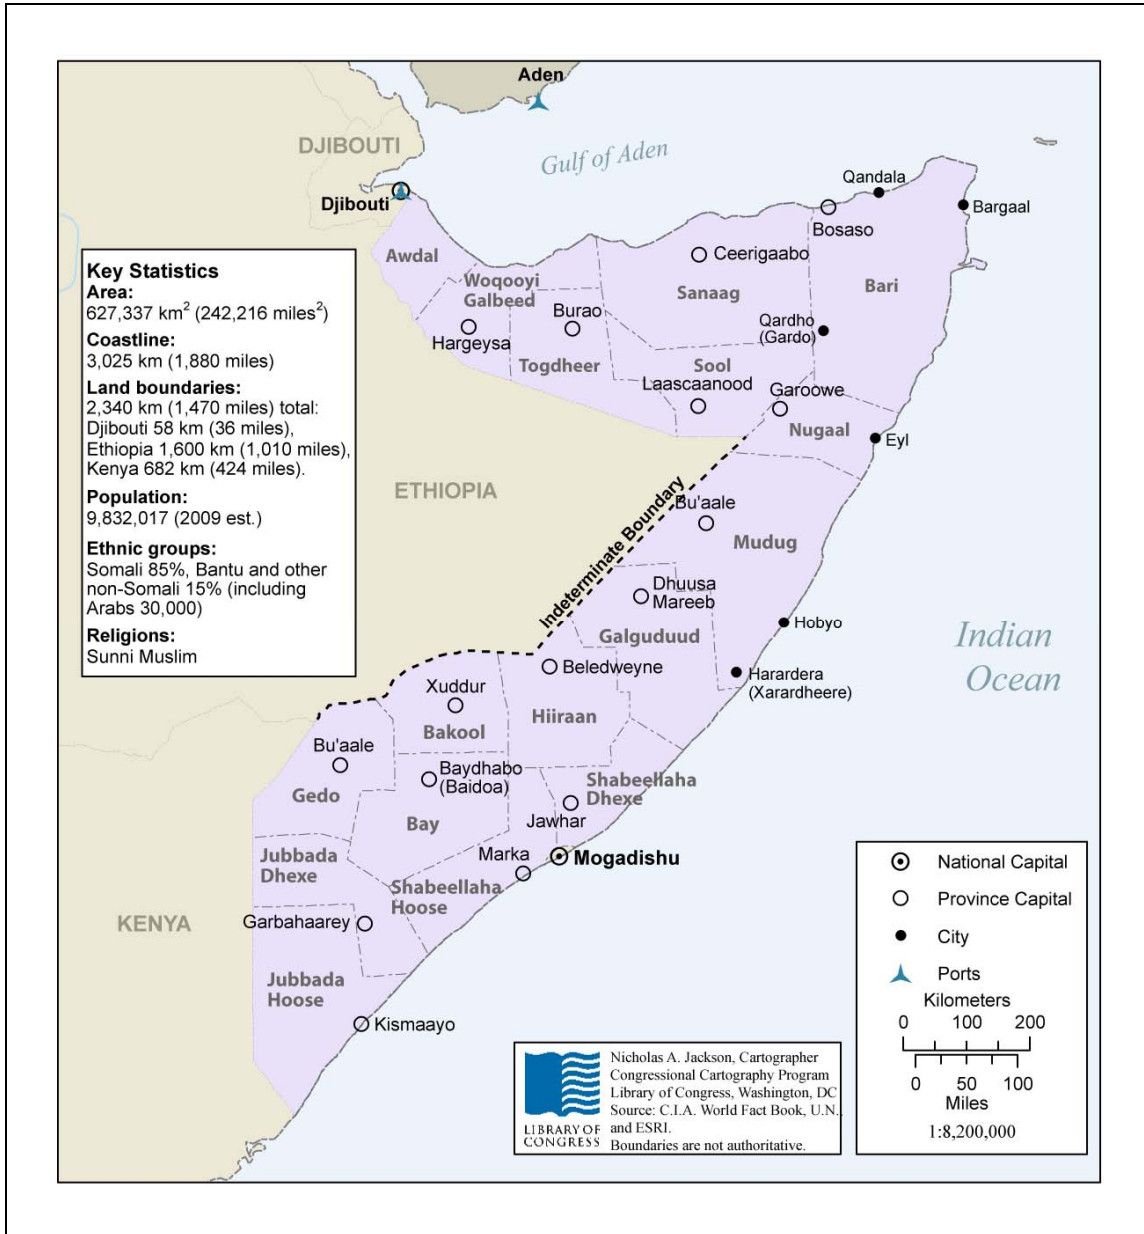 Aden
DJIBOUTI
Gulf of Aden
Djibouti
Qandala
Bargaal
Bosaso
Awdal
Ceerigaabo
Woqooyi
Galbeed
Sanaag
Bari
Burao
Hargeysa
Qardho
(Gardo)
Togdheer
Sool
Laascaanood
Garoowe
Nugaal
Eyl
Key Statistics
Area:
627,337 km² (242,216 miles²)
Coastline:
3,025 km (1,880 miles)
Land boundaries:
2,340 km (1,470 miles) total:
Djibouti 58 km (36 miles),
Ethiopia 1,600 km (1,010 miles),
Kenya 682 km (424 miles).
Population:
9,832,017 (2009 est.)
Ethnic groups:
Somali 85%, Bantu and other
non-Somali 15% (including
Arabs 30,000)
Religions:
Sunni Muslim
ETHIOPIA
Indeterminate Boundary
Bu'aale
Mudug
Dhuusa
Mareeb
Galguduud
Hobyo
Indian
Ocean
Beledweyne
Harardera
(Xarardheere)
Xuddur
Bakool
Hiiraan
Bu'aale
Gedo
Baydhabo
(Baidoa)
Bay
Shabeellaha
Dhexe
Jawhar
Jubbada
Dhexe
Marka
Mogadishu
Shabeellaha
Hoose
KENYA
Garbahaarey
Jubbada
Hoose
Kismaayo
National Capital
Province Capital
City
Ports
Kilometers
0 100 200
0 50 100
Miles
1:8,200,000
LIBRARY OF
CONGRESS
Nicholas A. Jackson, Cartographer
Congressional Cartography Program
Library of Congress, Washington, DC
Source: C.I.A. World Fact Book, U.N.,
and ESRI.
Boundaries are not authoritative.